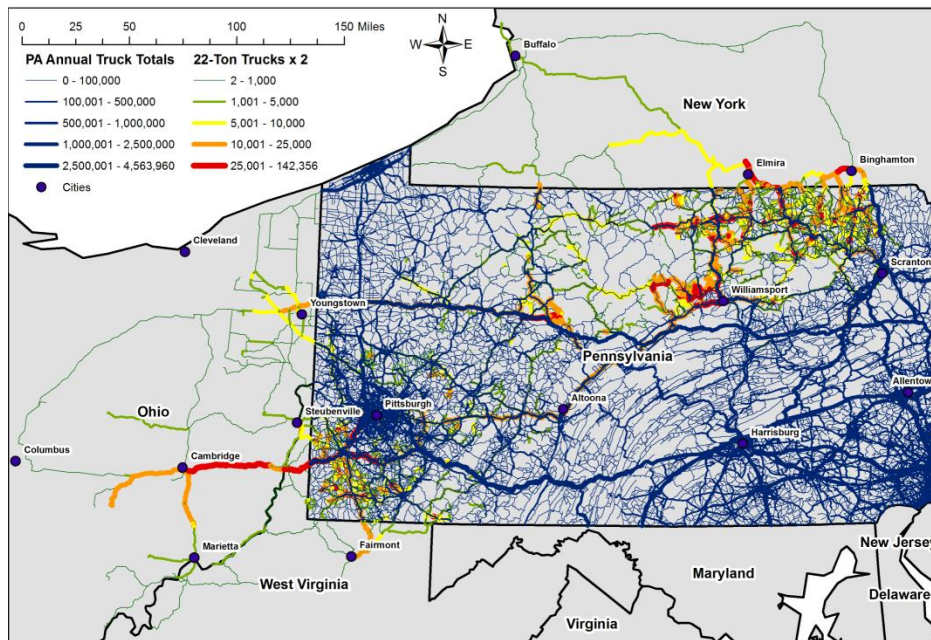 0 25 50 100 150 Miles
N
W E
S
PA Annual Truck Totals
0 - 100,000
100,001 - 500,000
500,001 - 1,000,000
1,000,001 - 2,500,000
2,500,001 - 4,563,960
Cities
22-Ton Trucks x 2
2 - 1,000
1,001 - 5,000
5,001 - 10,000
10,001 - 25,000
25,001 - 142,356
Buffalo
New York
Elmira
Binghamton
Cleveland
Scranton
Youngstown
Williamsport
Pennsylvania
Allentow
Ohio
Steubenville
Pittsburgh
Altoona
Columbus
Cambridge
Harrisburg
Marietta
Fairmont
New Jersey
West Virginia
Maryland
Delaware
Virginia